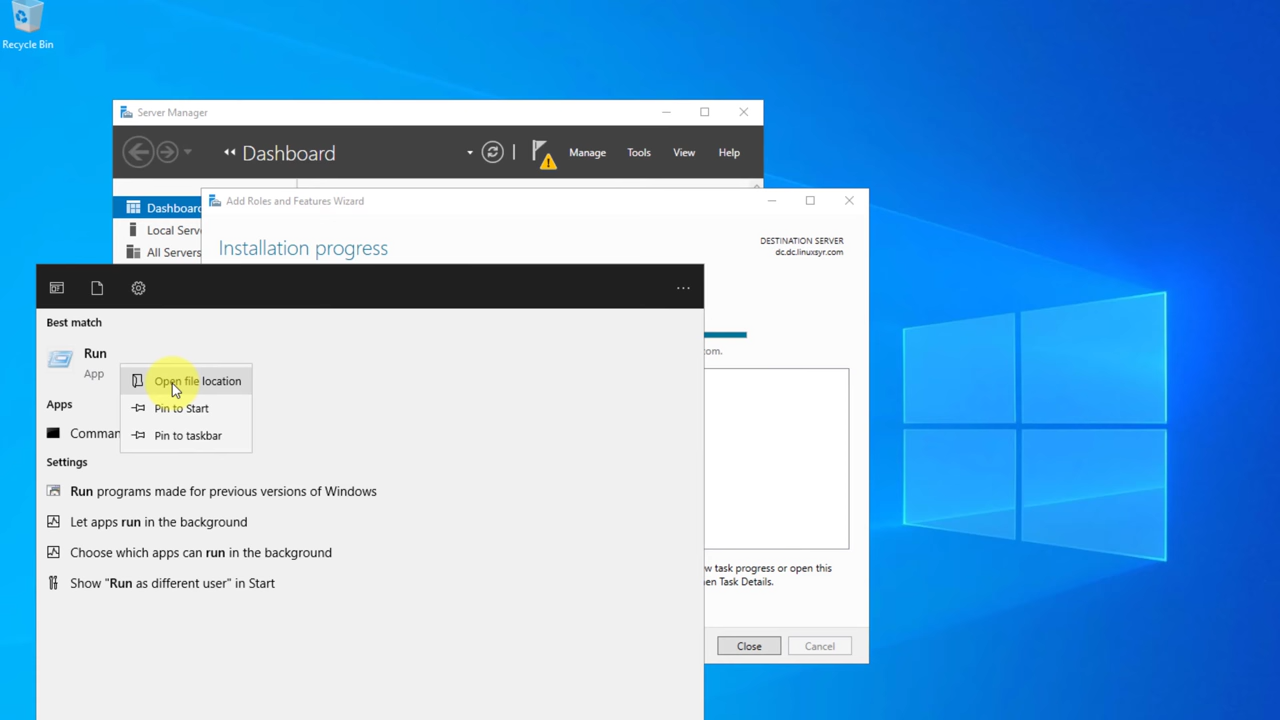 Recycle Bin
Server Manager
Dashboard
Manage
Tools
View
Help
Dashboard
Local Serv
All Servers
Add Roles and Features Wizard
Installation progress
DESTINATION SERVER
dc.dc.linuxsyr.com
om.
w task progress or open this
en Task Details.
Close
Cancel
Best match
Run
App
Open file location
Pin to Start
Pin to taskbar
Apps
Comman
Settings
Run programs made for previous versions of Windows
Let apps run in the background
Choose which apps can run in the background
Show "Run as different user" in Start